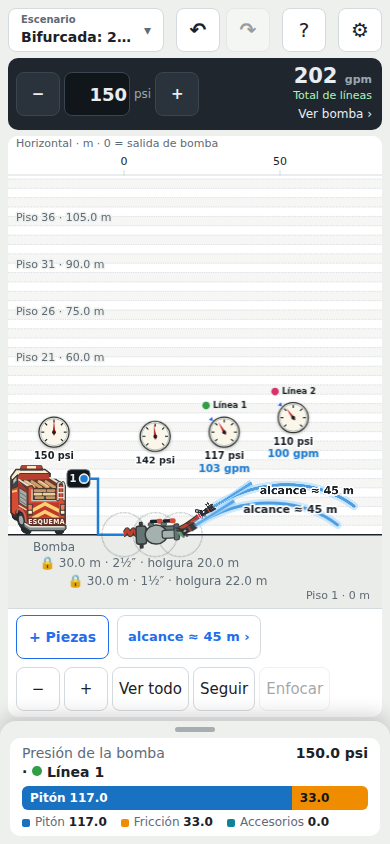 Escenario
Bifurcada: 2… ▼
↶ ↷ ? ⚙
− 150 psi +
202 gpm
Total de líneas
Ver bomba ›
Horizontal · m · 0 = salida de bomba
0 50
Piso 36 · 105.0 m
Piso 31 · 90.0 m
Piso 26 · 75.0 m
Piso 21 · 60.0 m
Línea 2
Línea 1
110 psi
100 gpm
117 psi
103 gpm
150 psi
142 psi
1
alcance ≈ 45 m
alcance ≈ 45 m
ESQUEMA
Bomba
30.0 m · 2½″ · holgura 20.0 m
30.0 m · 1½″ · holgura 22.0 m
Piso 1 · 0 m
+ Piezas
alcance ≈ 45 m ›
− + Ver todo Seguir Enfocar
Presión de la bomba 150.0 psi
· Línea 1
Pitón 117.0 33.0
Pitón 117.0 Fricción 33.0 Accesorios 0.0